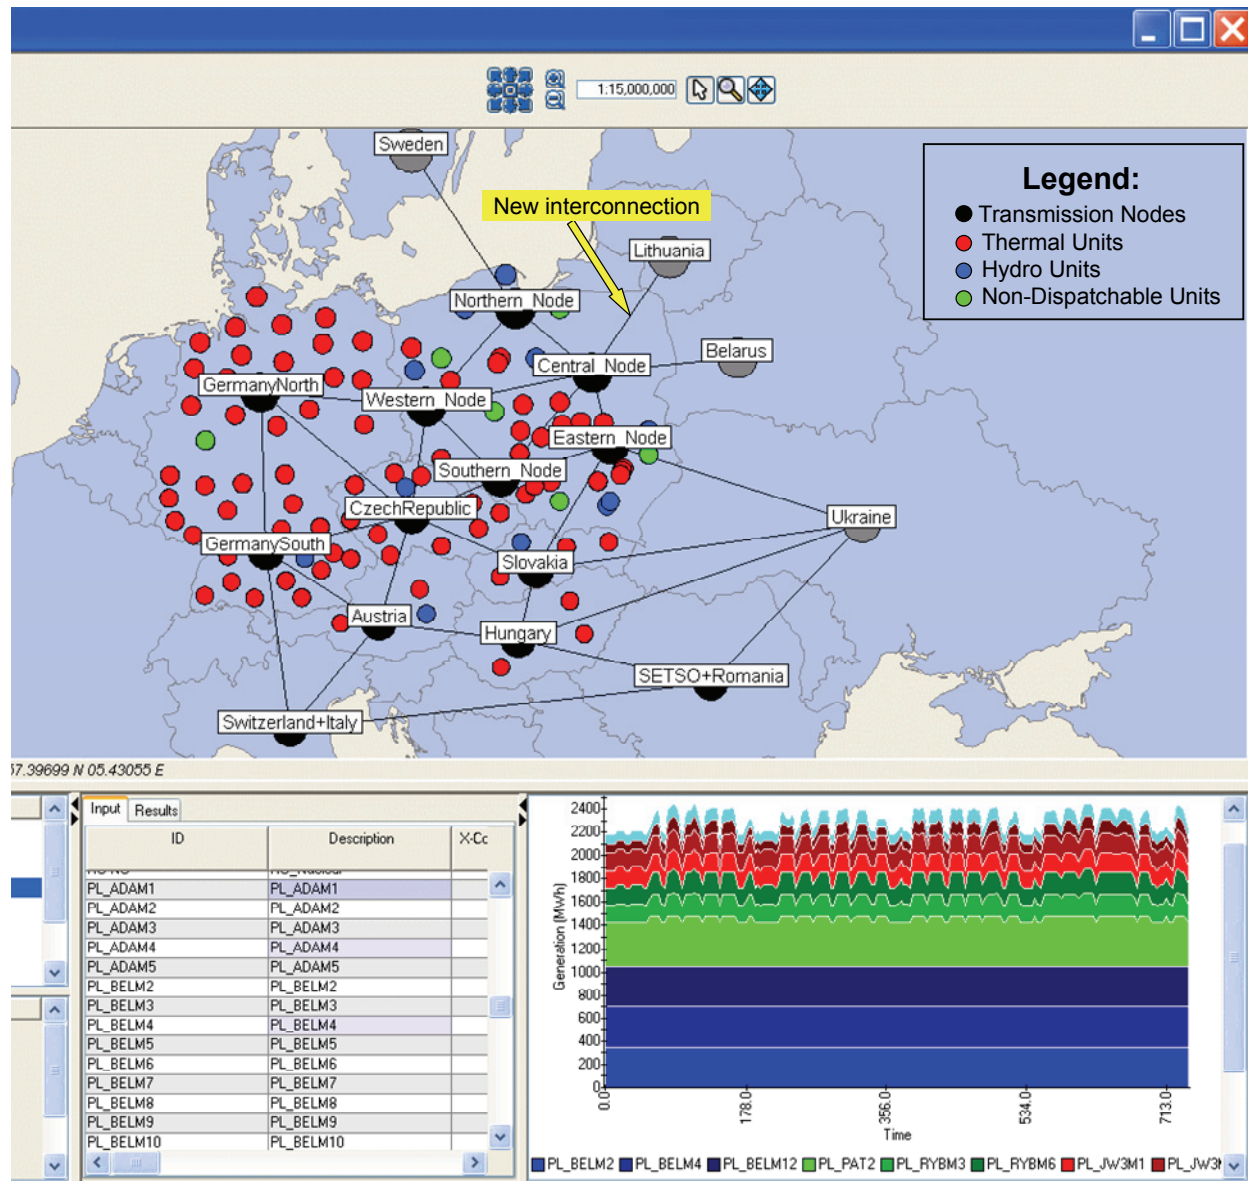 1:15,000,000
Sweden
Legend:
Transmission Nodes
Thermal Units
Hydro Units
Non-Dispatchable Units
New interconnection
Lithuania
Northern_Node
Belarus
Central_Node
GermanyNorth
Western_Node
Eastern_Node
Southern_Node
CzechRepublic
Ukraine
GermanySouth
Slovakia
Austria
Hungary
SETSO+Romania
Switzerland+Italy
57.39699 N 05.43055 E
Input Results
ID Description X-Cc
PL_ADAM1 PL_ADAM1
PL_ADAM2 PL_ADAM2
PL_ADAM3 PL_ADAM3
PL_ADAM4 PL_ADAM4
PL_ADAM5 PL_ADAM5
PL_BELM2 PL_BELM2
PL_BELM3 PL_BELM3
PL_BELM4 PL_BELM4
PL_BELM5 PL_BELM5
PL_BELM6 PL_BELM6
PL_BELM7 PL_BELM7
PL_BELM8 PL_BELM8
PL_BELM9 PL_BELM9
PL_BELM10 PL_BELM10
Generation (MW/h)
2400
2200
2000
1800
1600
1400
1200
1000
800
600
400
200
0
0.0 178.0 356.0 534.0 713.0
Time
PL_BELM2 PL_BELM4 PL_BELM12 PL_PAT2 PL_RYBM3 PL_RYBM6 PL_JW3M1 PL_JW3M